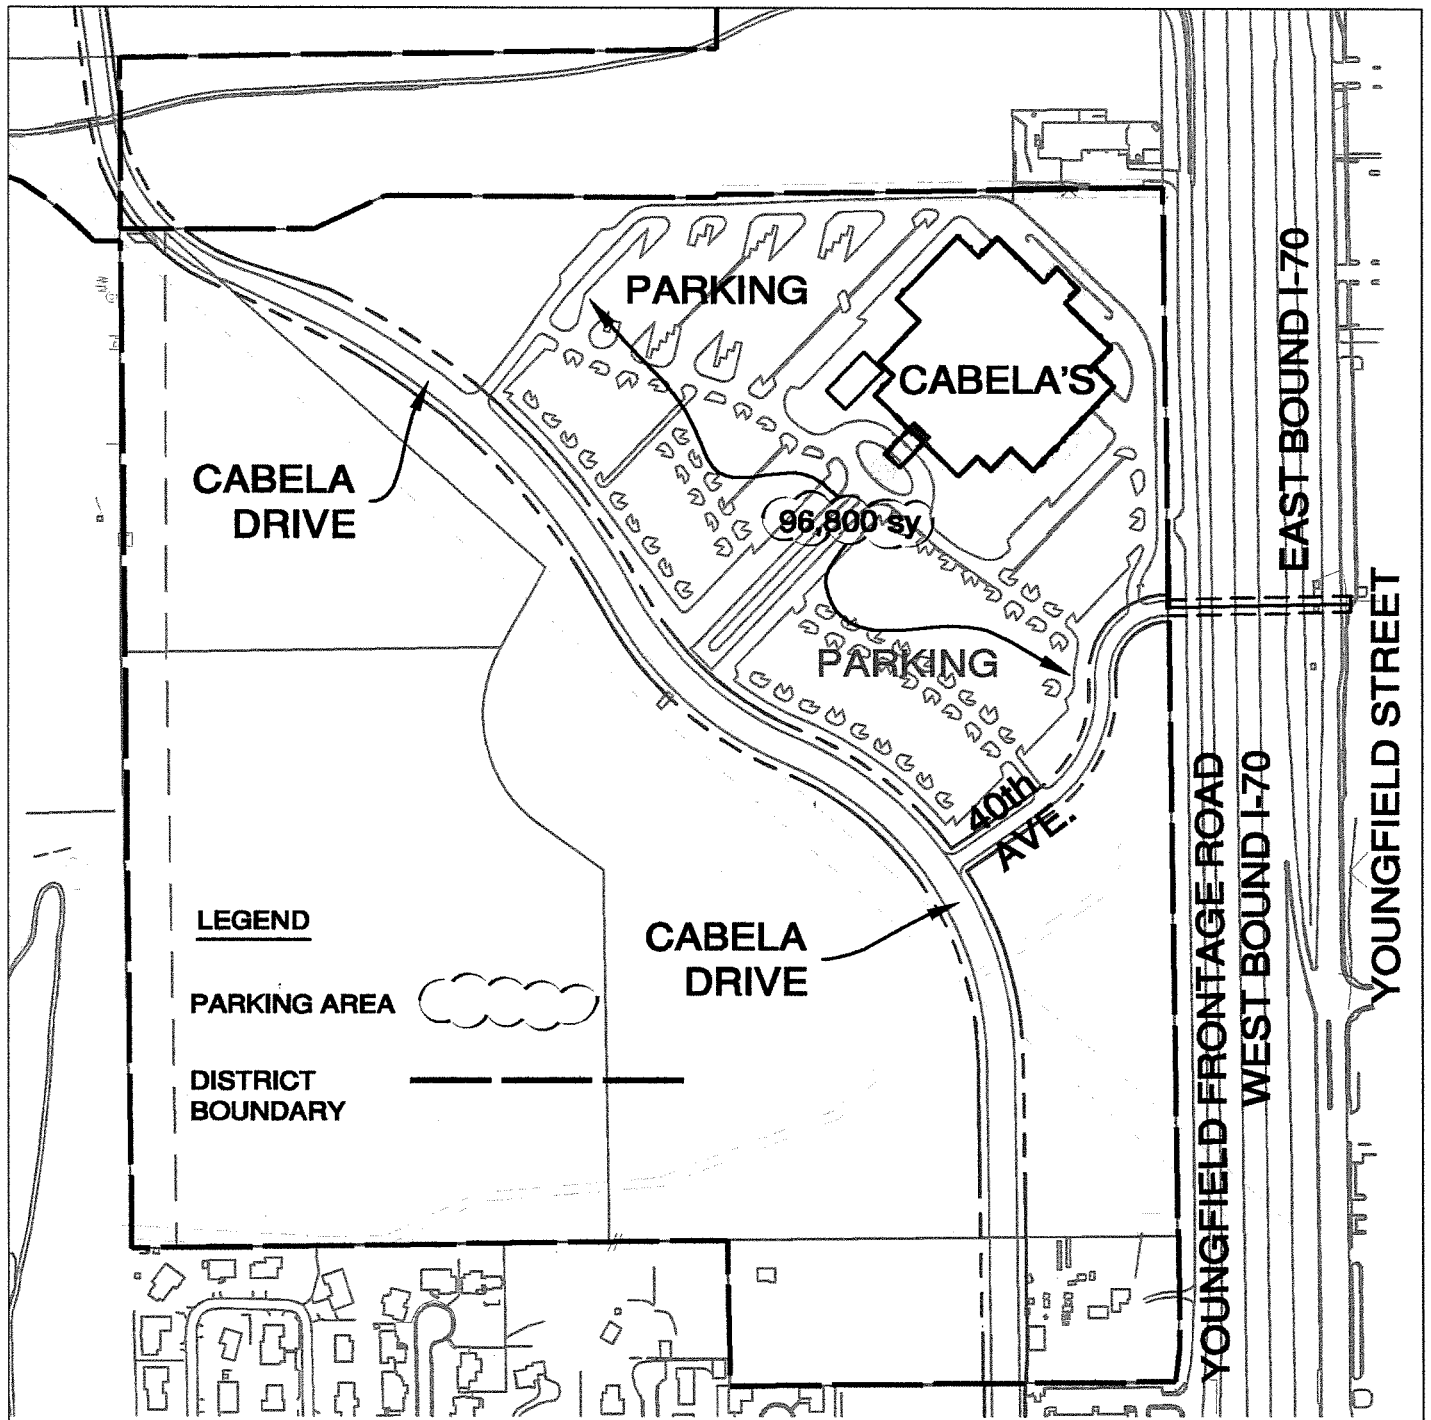 PARKING
CABELA'S
CABELA
DRIVE
96,800 sy
PARKING
40th
AVE.
CABELA
DRIVE
EAST BOUND I-70
YOUNGFIELD STREET
YOUNGFIELD FRONTAGE ROAD
WEST BOUND I-70
LEGEND
PARKING AREA
DISTRICT
BOUNDARY